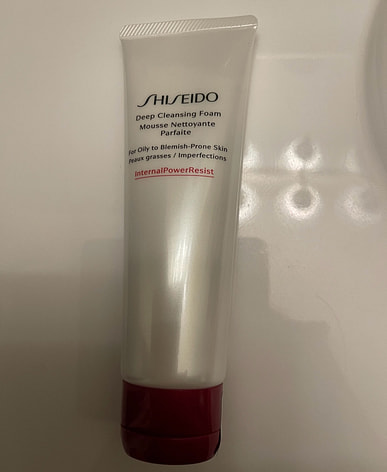 SHISEIDO
Deep Cleansing Foam
Mousse Nettoyante
Parfaite
For Oily to Blemish-Prone Skin
Peaux grasses / Imperfections
InternalPowerResist